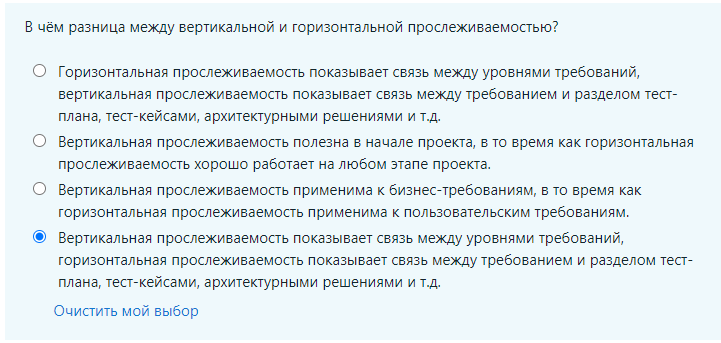 В чём разница между вертикальной и горизонтальной прослеживаемостью?
Горизонтальная прослеживаемость показывает связь между уровнями требований,
вертикальная прослеживаемость показывает связь между требованием и разделом тест-
плана, тест-кейсами, архитектурными решениями и т.д.
Вертикальная прослеживаемость полезна в начале проекта, в то время как горизонтальная
прослеживаемость хорошо работает на любом этапе проекта.
Вертикальная прослеживаемость применима к бизнес-требованиям, в то время как
горизонтальная прослеживаемость применима к пользовательским требованиям.
Вертикальная прослеживаемость показывает связь между уровнями требований,
горизонтальная прослеживаемость показывает связь между требованием и разделом тест-
плана, тест-кейсами, архитектурными решениями и т.д.
Очистить мой выбор